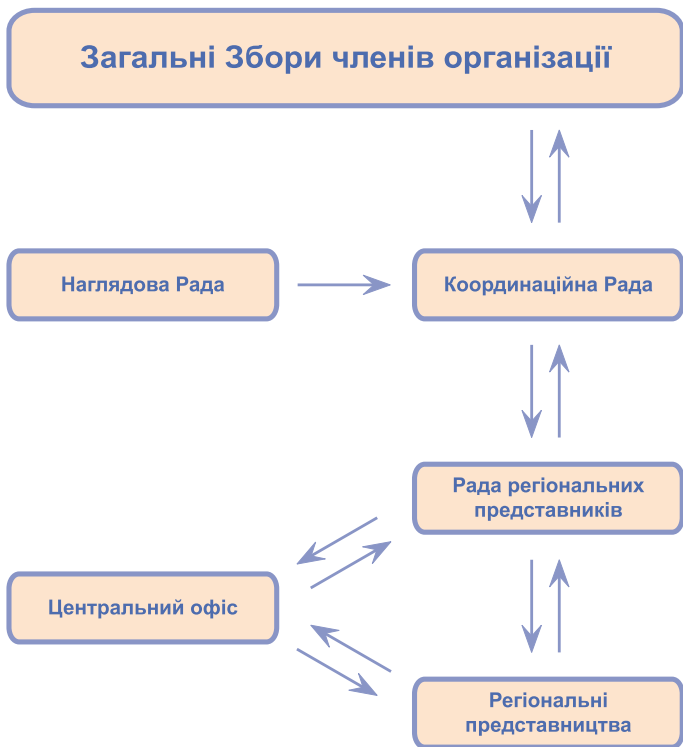 Загальні Збори членів організації
Наглядова Рада
Координаційна Рада
Рада регіональних
представників
Центральний офіс
Регіональні
представництва